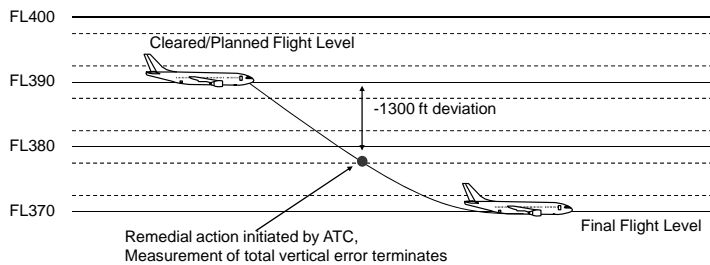 FL400
Cleared/Planned Flight Level
FL390
-1300 ft deviation
FL380
FL370
Final Flight Level
Remedial action initiated by ATC,
Measurement of total vertical error terminates